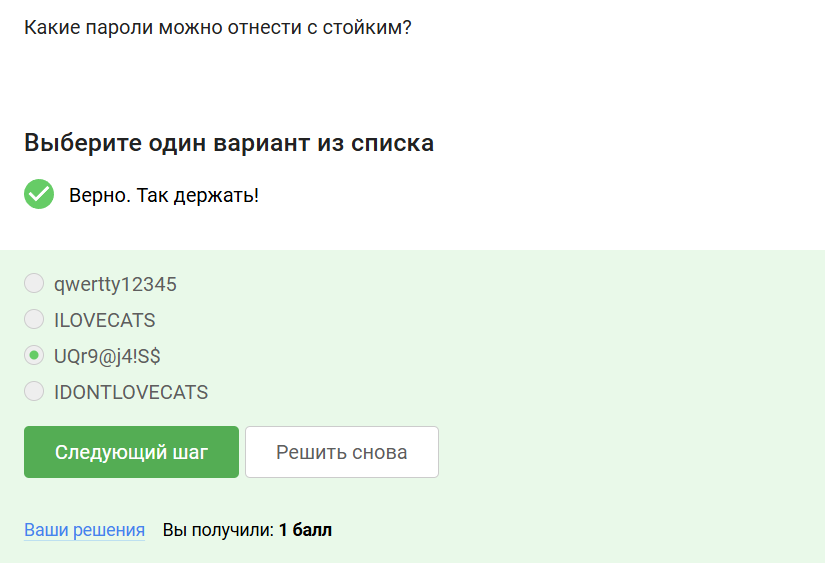 Какие пароли можно отнести с стойким?
Выберите один вариант из списка
Верно. Так держать!
qwertty12345
ILOVECATS
UQr9@j4!S$
IDONTLOVECATS
Следующий шаг Решить снова
Ваши решения Вы получили: 1 балл